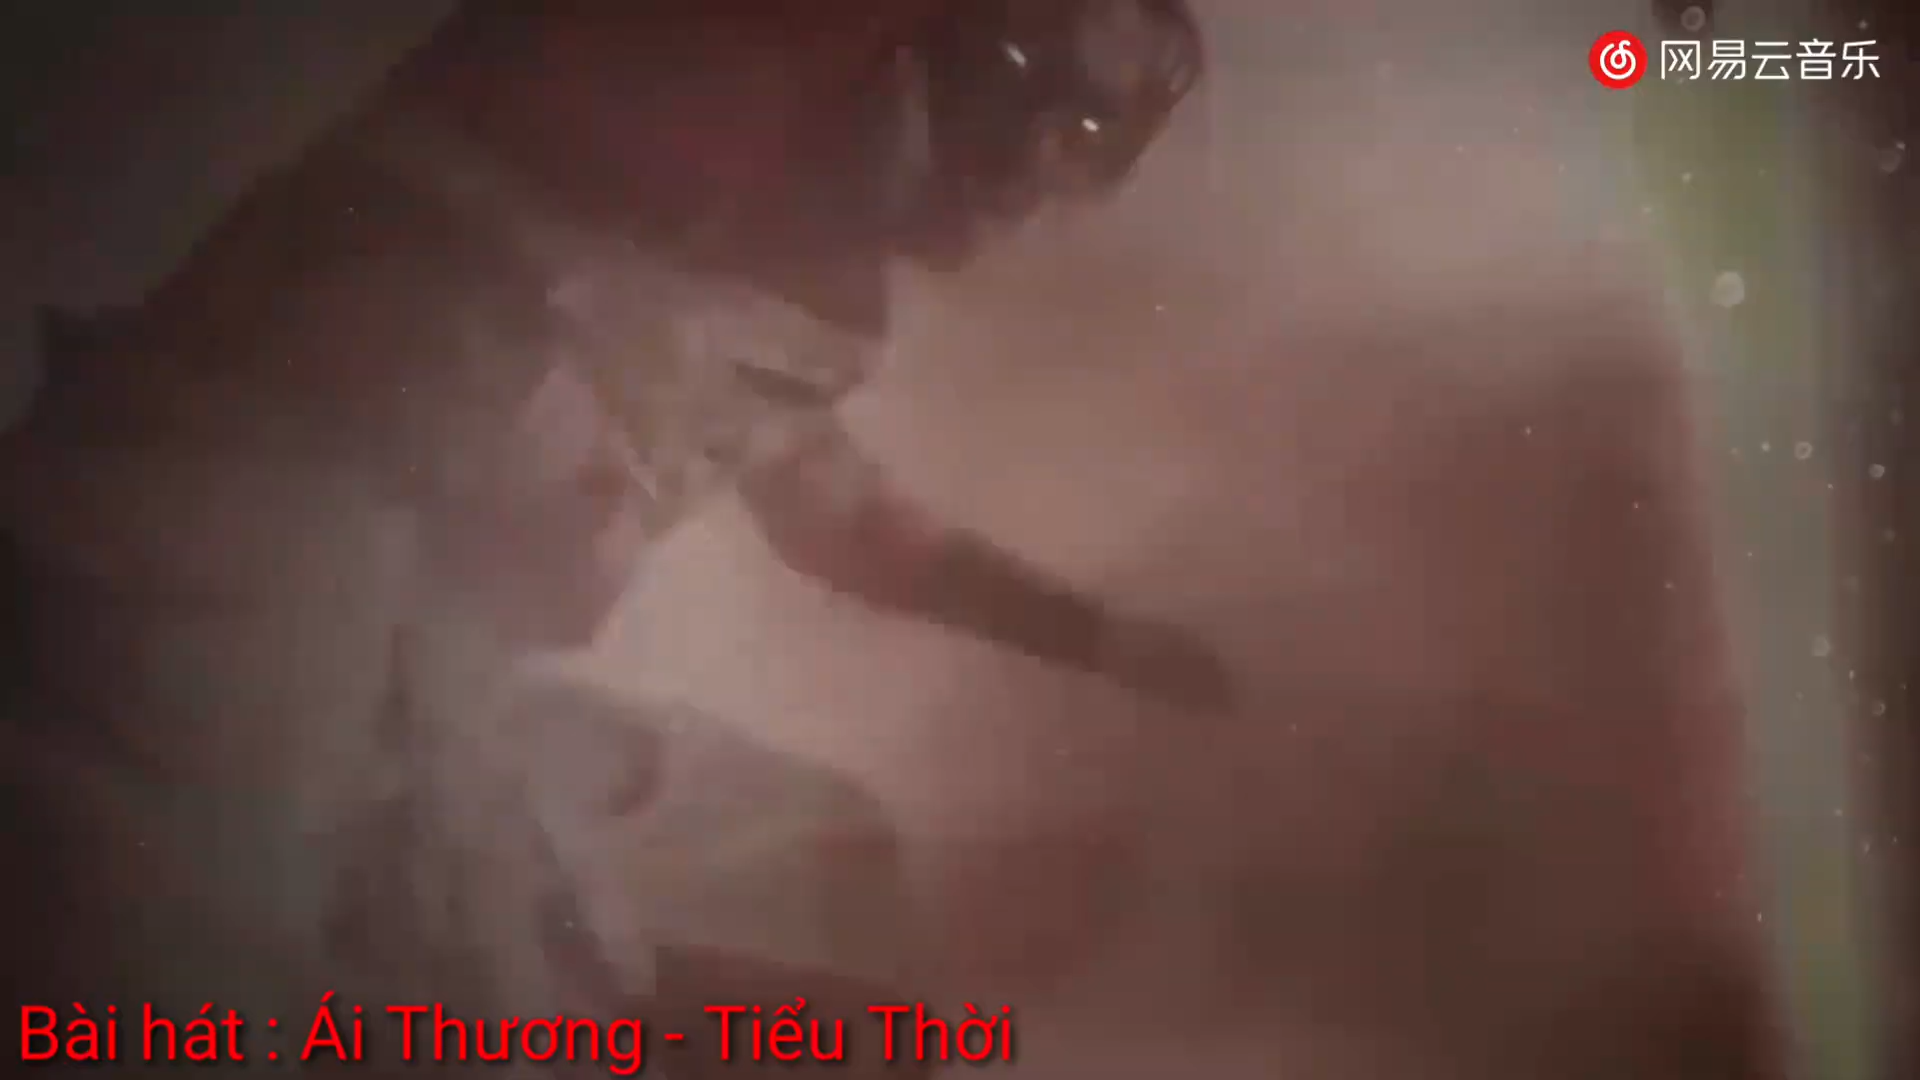 网易云音乐
Bài hát : Ái Thương - Tiểu Thời